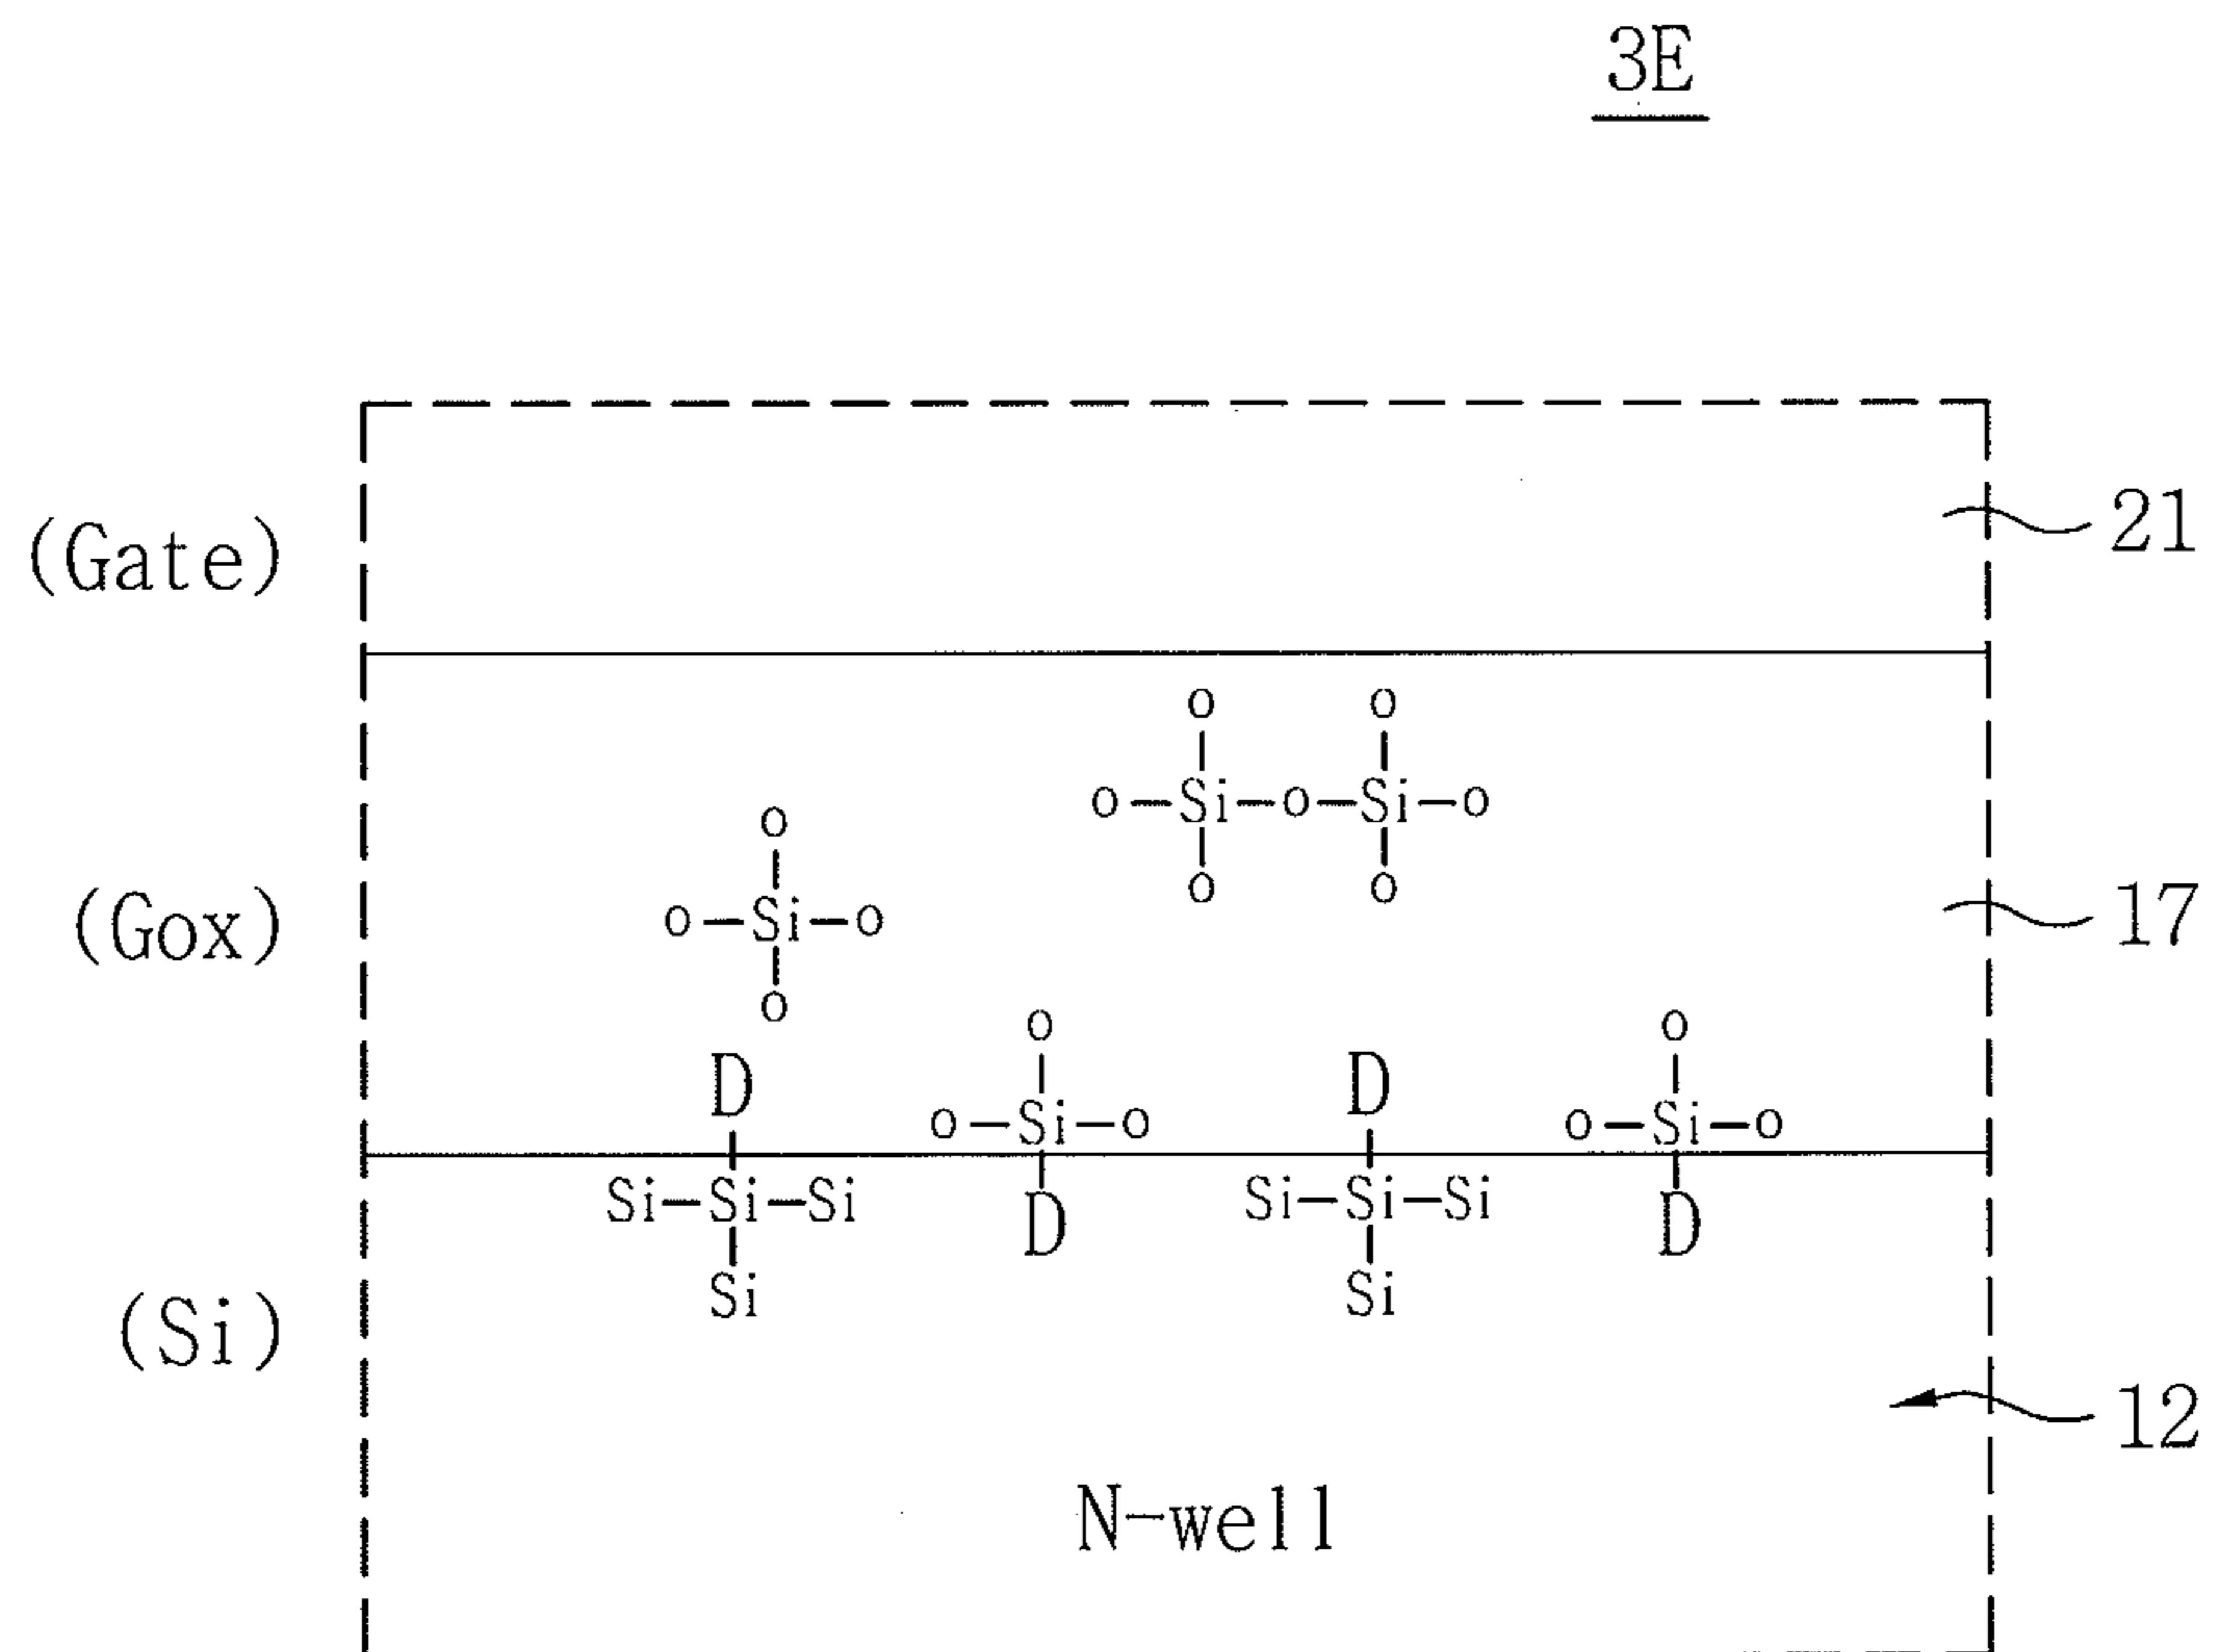 3E
(Gate)
21
o o
o—Si—o—Si—o
o
o o
(Gox)
o—Si—o
17
o
o o
D D
o—Si—o o—Si—o
Si—Si—Si D Si—Si—Si D
Si Si
(Si)
12
N-well